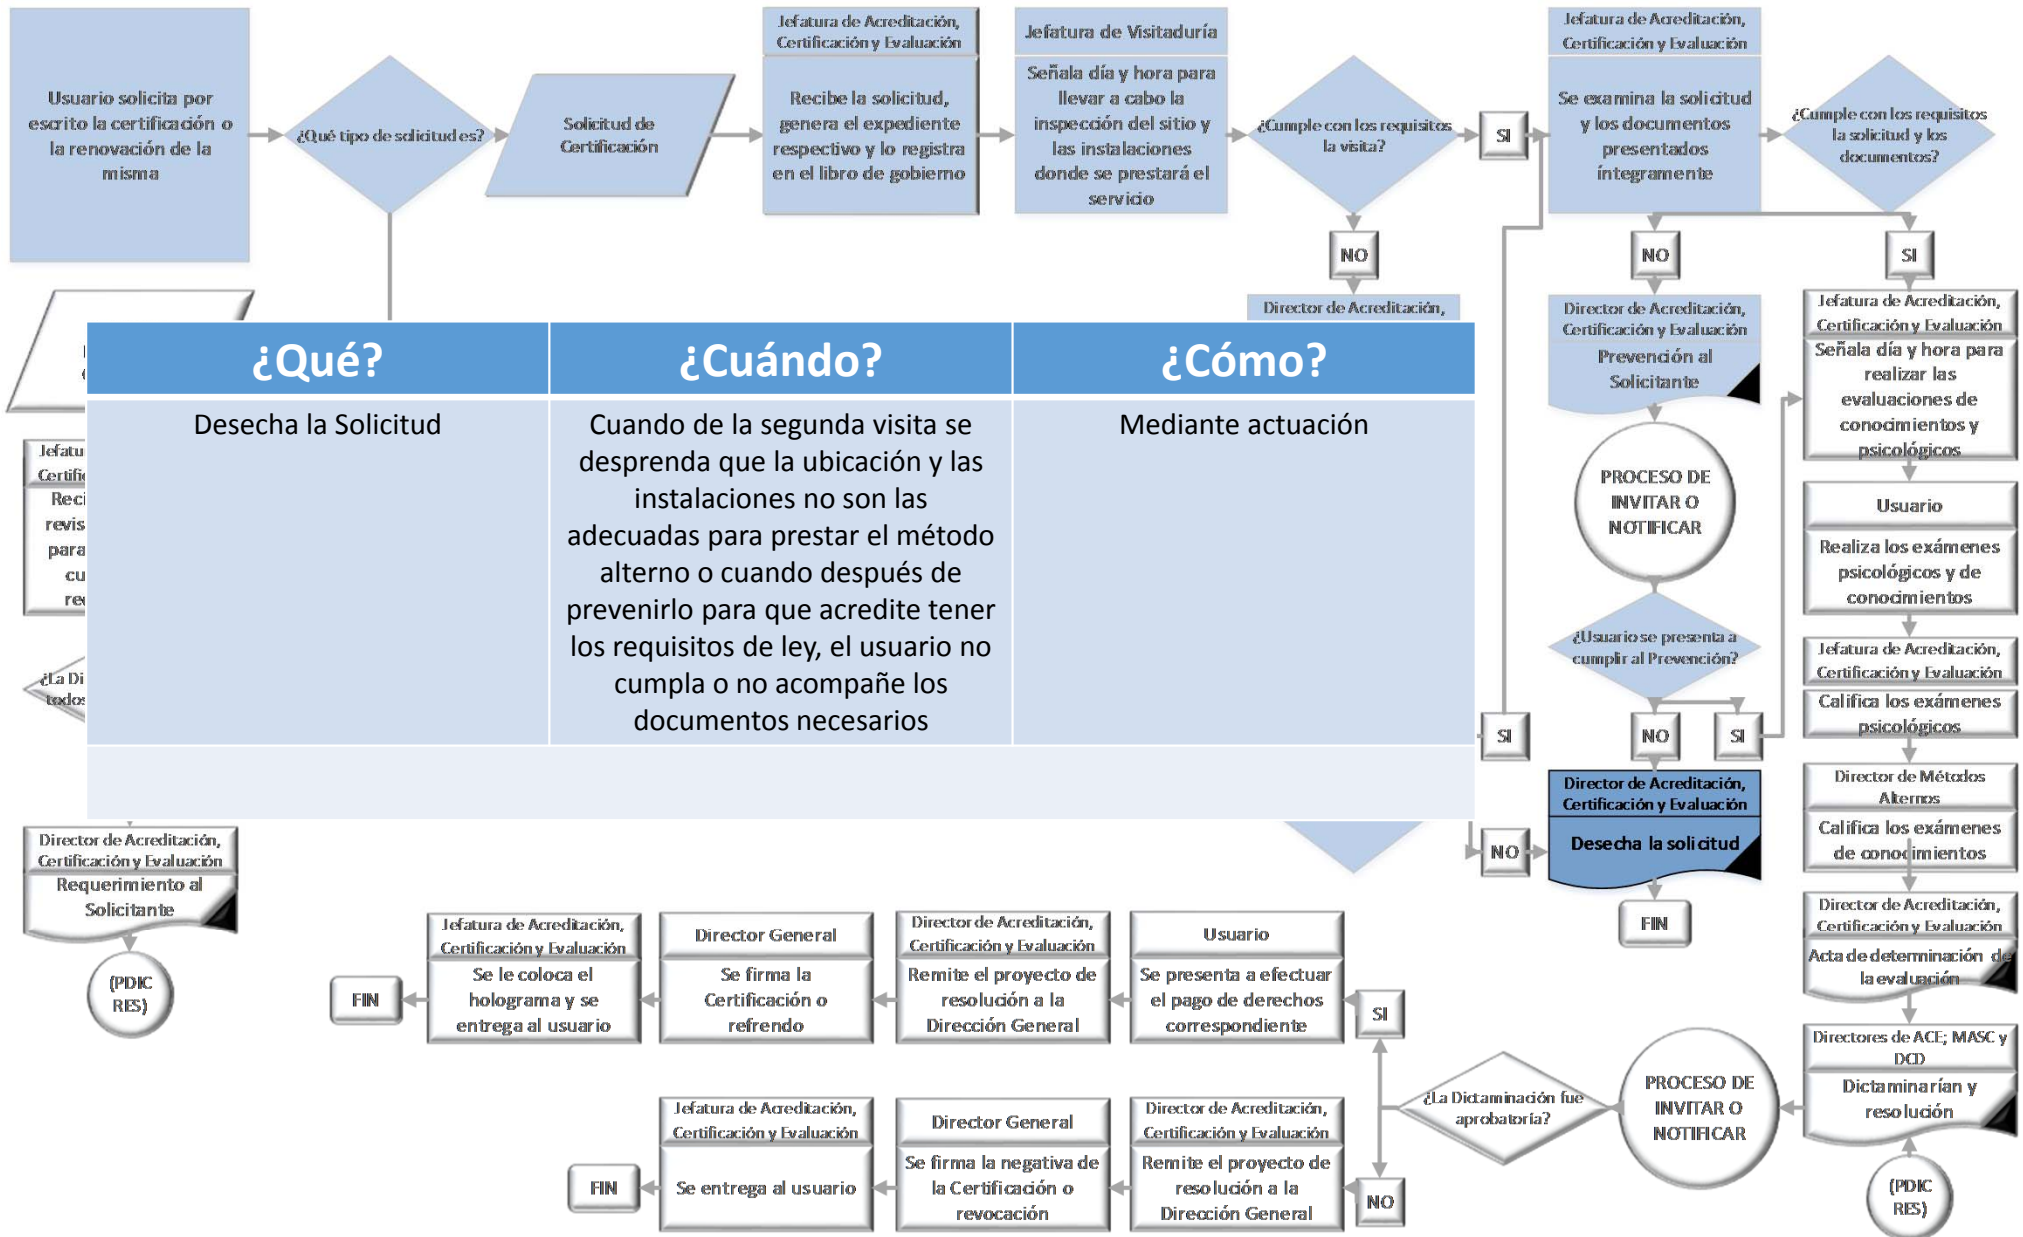 Usuario solicita por
escrito la certificación o
la renovación de la
misma
¿Qué tipo de solicitud es?
Solicitud de
Certificación
Jefatura de Acreditación,
Certificación y Evaluación
Recibe la solicitud,
genera el expediente
respectivo y lo registra
en el libro de gobierno
Jefatura de Visitaduría
Señala día y hora para
llevar a cabo la
inspección del sitio y
las instalaciones
donde se prestará el
servicio
¿Cumple con los requisitos
la visita?
SI
NO
Jefatura de Acreditación,
Certificación y Evaluación
Se examina la solicitud
y los documentos
presentados
íntegramente
¿Cumple con los requisitos
la solicitud y los
documentos?
NO
SI
Director de Acreditación,
¿Qué?
¿Cuándo?
¿Cómo?
Desecha la Solicitud
Cuando de la segunda visita se
desprenda que la ubicación y las
instalaciones no son las
adecuadas para prestar el método
alterno o cuando después de
prevenirlo para que acredite tener
los requisitos de ley, el usuario no
cumpla o no acompañe los
documentos necesarios
Mediante actuación
Jefatu
Certifi
Reci
revis
para
cu
re
¿La Di
todos
Director de Acreditación,
Certificación y Evaluación
Requerimiento al
Solicitante
(PDIC
RES)
Director de Acreditación,
Certificación y Evaluación
Prevención al
Solicitante
PROCESO DE
INVITAR O
NOTIFICAR
¿Usuario se presenta a
cumplir al Prevención?
NO
SI
SI
NO
Director de Acreditación,
Certificación y Evaluación
Desecha la solicitud
FIN
Jefatura de Acreditación,
Certificación y Evaluación
Señala día y hora para
realizar las
evaluaciones de
conocimientos y
psicológicos
Usuario
Realiza los exámenes
psicológicos y de
conocimientos
Jefatura de Acreditación,
Certificación y Evaluación
Califica los exámenes
psicológicos
Director de Métodos
Alternos
Califica los exámenes
de conocimientos
Director de Acreditación,
Certificación y Evaluación
Acta de determinación de
la evaluación
Directores de ACE; MASC y
DCD
Dictaminarían y
resolución
(PDIC
RES)
PROCESO DE
INVITAR O
NOTIFICAR
¿La Dictaminación fue
aprobatoría?
SI
NO
Usuario
Se presenta a efectuar
el pago de derechos
correspondiente
Director de Acreditación,
Certificación y Evaluación
Remite el proyecto de
resolución a la
Dirección General
Director General
Se firma la
Certificación o
refrendo
Jefatura de Acreditación,
Certificación y Evaluación
Se le coloca el
holograma y se
entrega al usuario
FIN
Director de Acreditación,
Certificación y Evaluación
Remite el proyecto de
resolución a la
Dirección General
Director General
Se firma la negativa de
la Certificación o
revocación
Jefatura de Acreditación,
Certificación y Evaluación
Se entrega al usuario
FIN